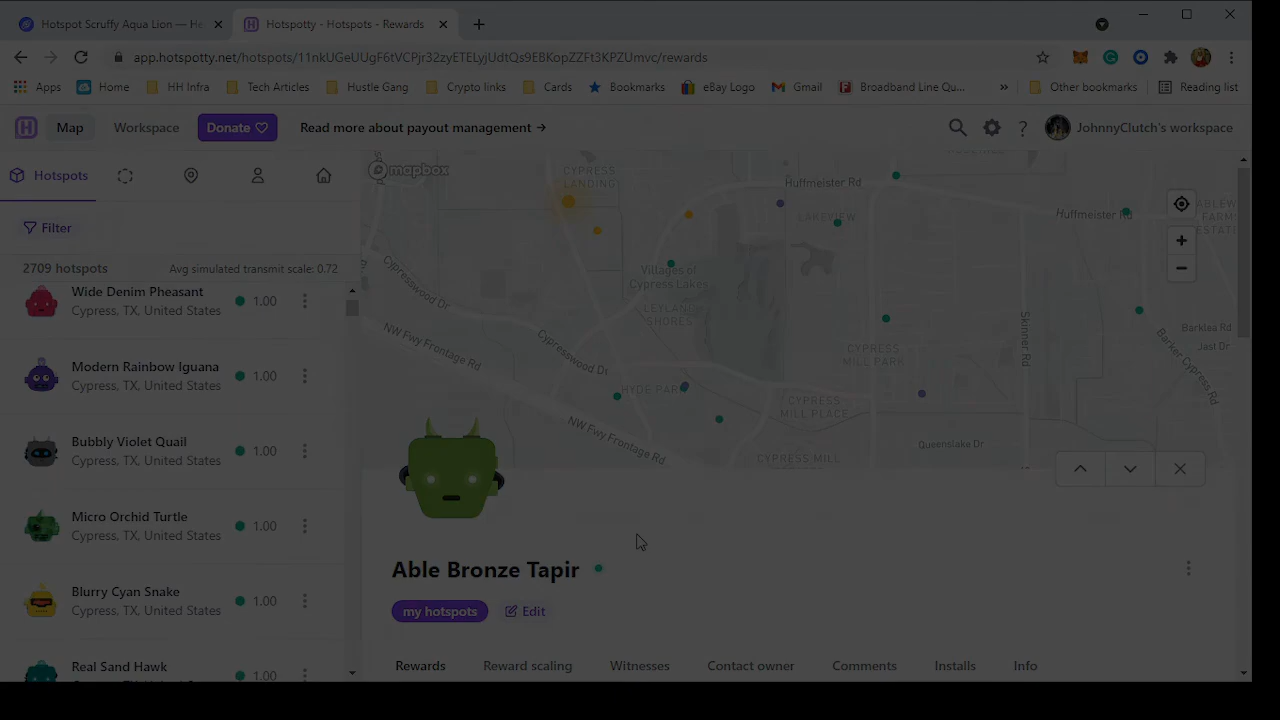 Hotspot Scruffy Aqua Lion — He
Hotspotty - Hotspots - Rewards
app.hotspotty.net/hotspots/11nkUGeUUgF6tVCPjr32zyETELyjUdtQs9EBKopZZFt3KPZUmvc/rewards
Apps Home HH Infra Tech Articles Hustle Gang Crypto links Cards Bookmarks eBay Logo Gmail Broadband Line Qu... » Other bookmarks Reading list
Map Workspace Donate Read more about payout management → ? JohnnyClutch's workspace
Hotspots
Filter
2709 hotspots Avg simulated transmit scale: 0.72
Wide Denim Pheasant
Cypress, TX, United States 1.00
Modern Rainbow Iguana
Cypress, TX, United States 1.00
Bubbly Violet Quail
Cypress, TX, United States 1.00
Micro Orchid Turtle
Cypress, TX, United States 1.00
Blurry Cyan Snake
Cypress, TX, United States 1.00
Real Sand Hawk
1.00
mapbox
CYPRESS
LANDING
Huffmeister Rd
LAKEVIEW
Huffmeister Rd
Villages of
Cypress Lakes
LEYLAND
SHORES
Cypresswood Dr
NW Fwy Frontage Rd
Cypresswood Dt
HYDE PARK
CYPRESS
MILL PARK
Skinner Rd
Barklea Rd
Jast Dr
Barker Cypress Rd
CYPRESS
MILL PLACE
NW Fwy Frontage Rd
Queenslake Dr
CYPRESS MILL
Able Bronze Tapir
my hotspots Edit
Rewards Reward scaling Witnesses Contact owner Comments Installs Info